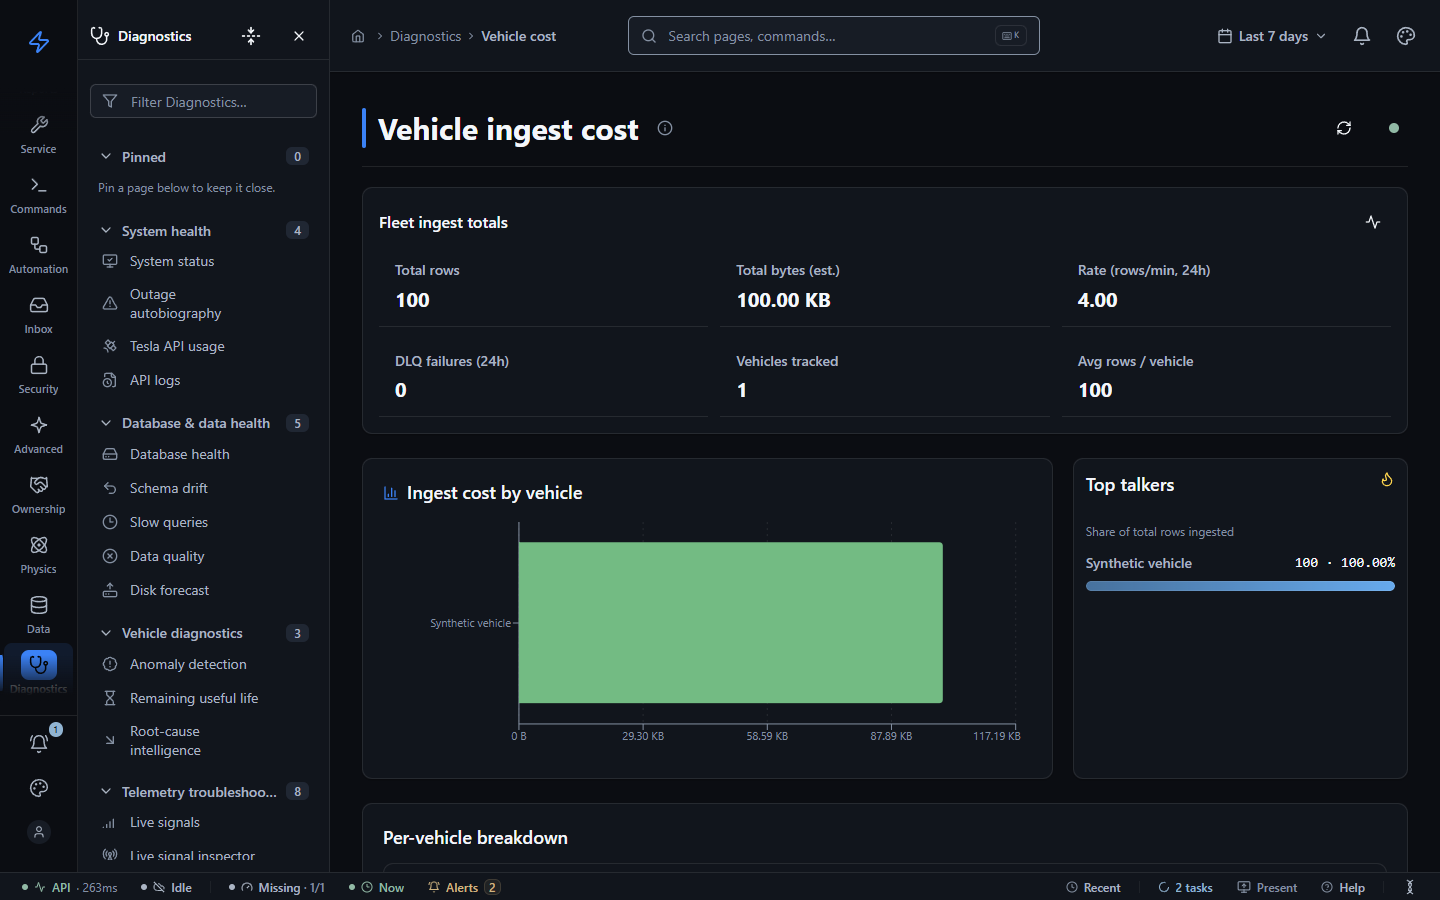 Diagnostics
Diagnostics
Vehicle cost
Search pages, commands...
K
Last 7 days
Service
Commands
Automation
Inbox
Security
Advanced
Ownership
Physics
Data
Diagnostics
1
Filter Diagnostics...
Pinned 0
Pin a page below to keep it close.
System health 4
System status
Outage
autobiography
Tesla API usage
API logs
Database & data health 5
Database health
Schema drift
Slow queries
Data quality
Disk forecast
Vehicle diagnostics 3
Anomaly detection
Remaining useful life
Root-cause
intelligence
Telemetry troubleshoo... 8
Live signals
Live signal inspector
Vehicle ingest cost
Fleet ingest totals
Total rows
100
Total bytes (est.)
100.00 KB
Rate (rows/min, 24h)
4.00
DLQ failures (24h)
0
Vehicles tracked
1
Avg rows / vehicle
100
Ingest cost by vehicle
Synthetic vehicle
0 B 29.30 KB 58.59 KB 87.89 KB 117.19 KB
Top talkers
Share of total rows ingested
Synthetic vehicle 100 · 100.00%
Per-vehicle breakdown
API · 263ms Idle Missing · 1/1 Now Alerts 2 Recent 2 tasks Present Help